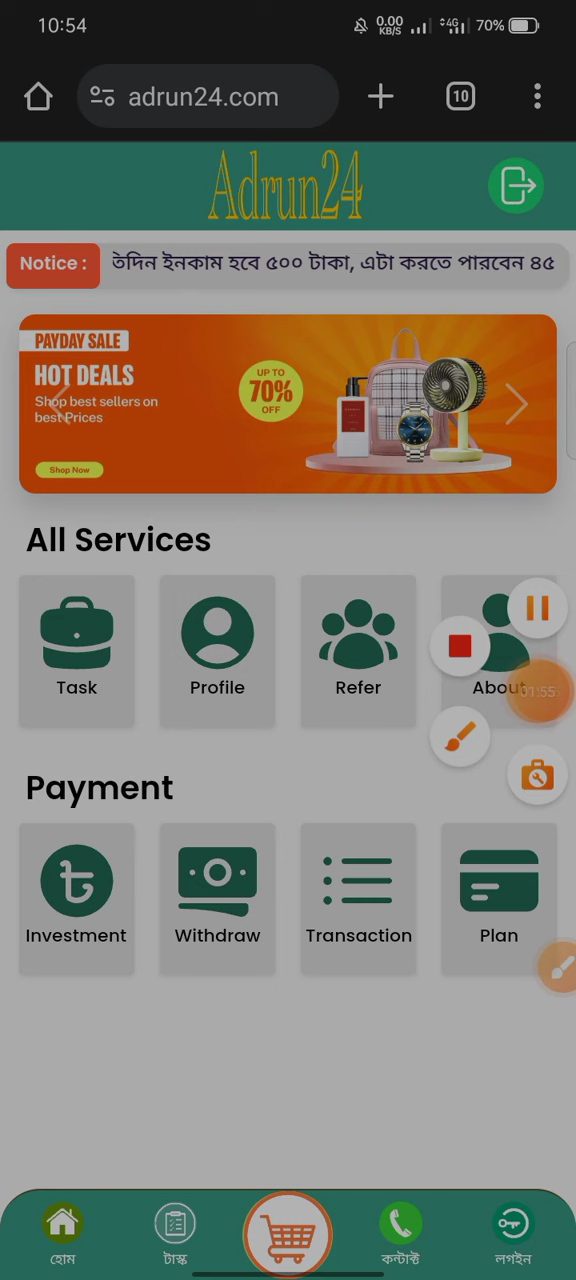 10:54
0.00
KB/S
4G
70%
adrun24.com
10
Adrun24
Notice :
তিদিন ইনকাম হবে ৫০০ টাকা, এটা করতে পারবেন ৪৫
PAYDAY SALE
HOT DEALS
Shop best sellers on
best Prices
Shop Now
UP TO
70%
OFF
All Services
Task
Profile
Refer
About
01:55
Payment
Investment
Withdraw
Transaction
Plan
হোম
টাস্ক
কন্টাক্ট
লগইন